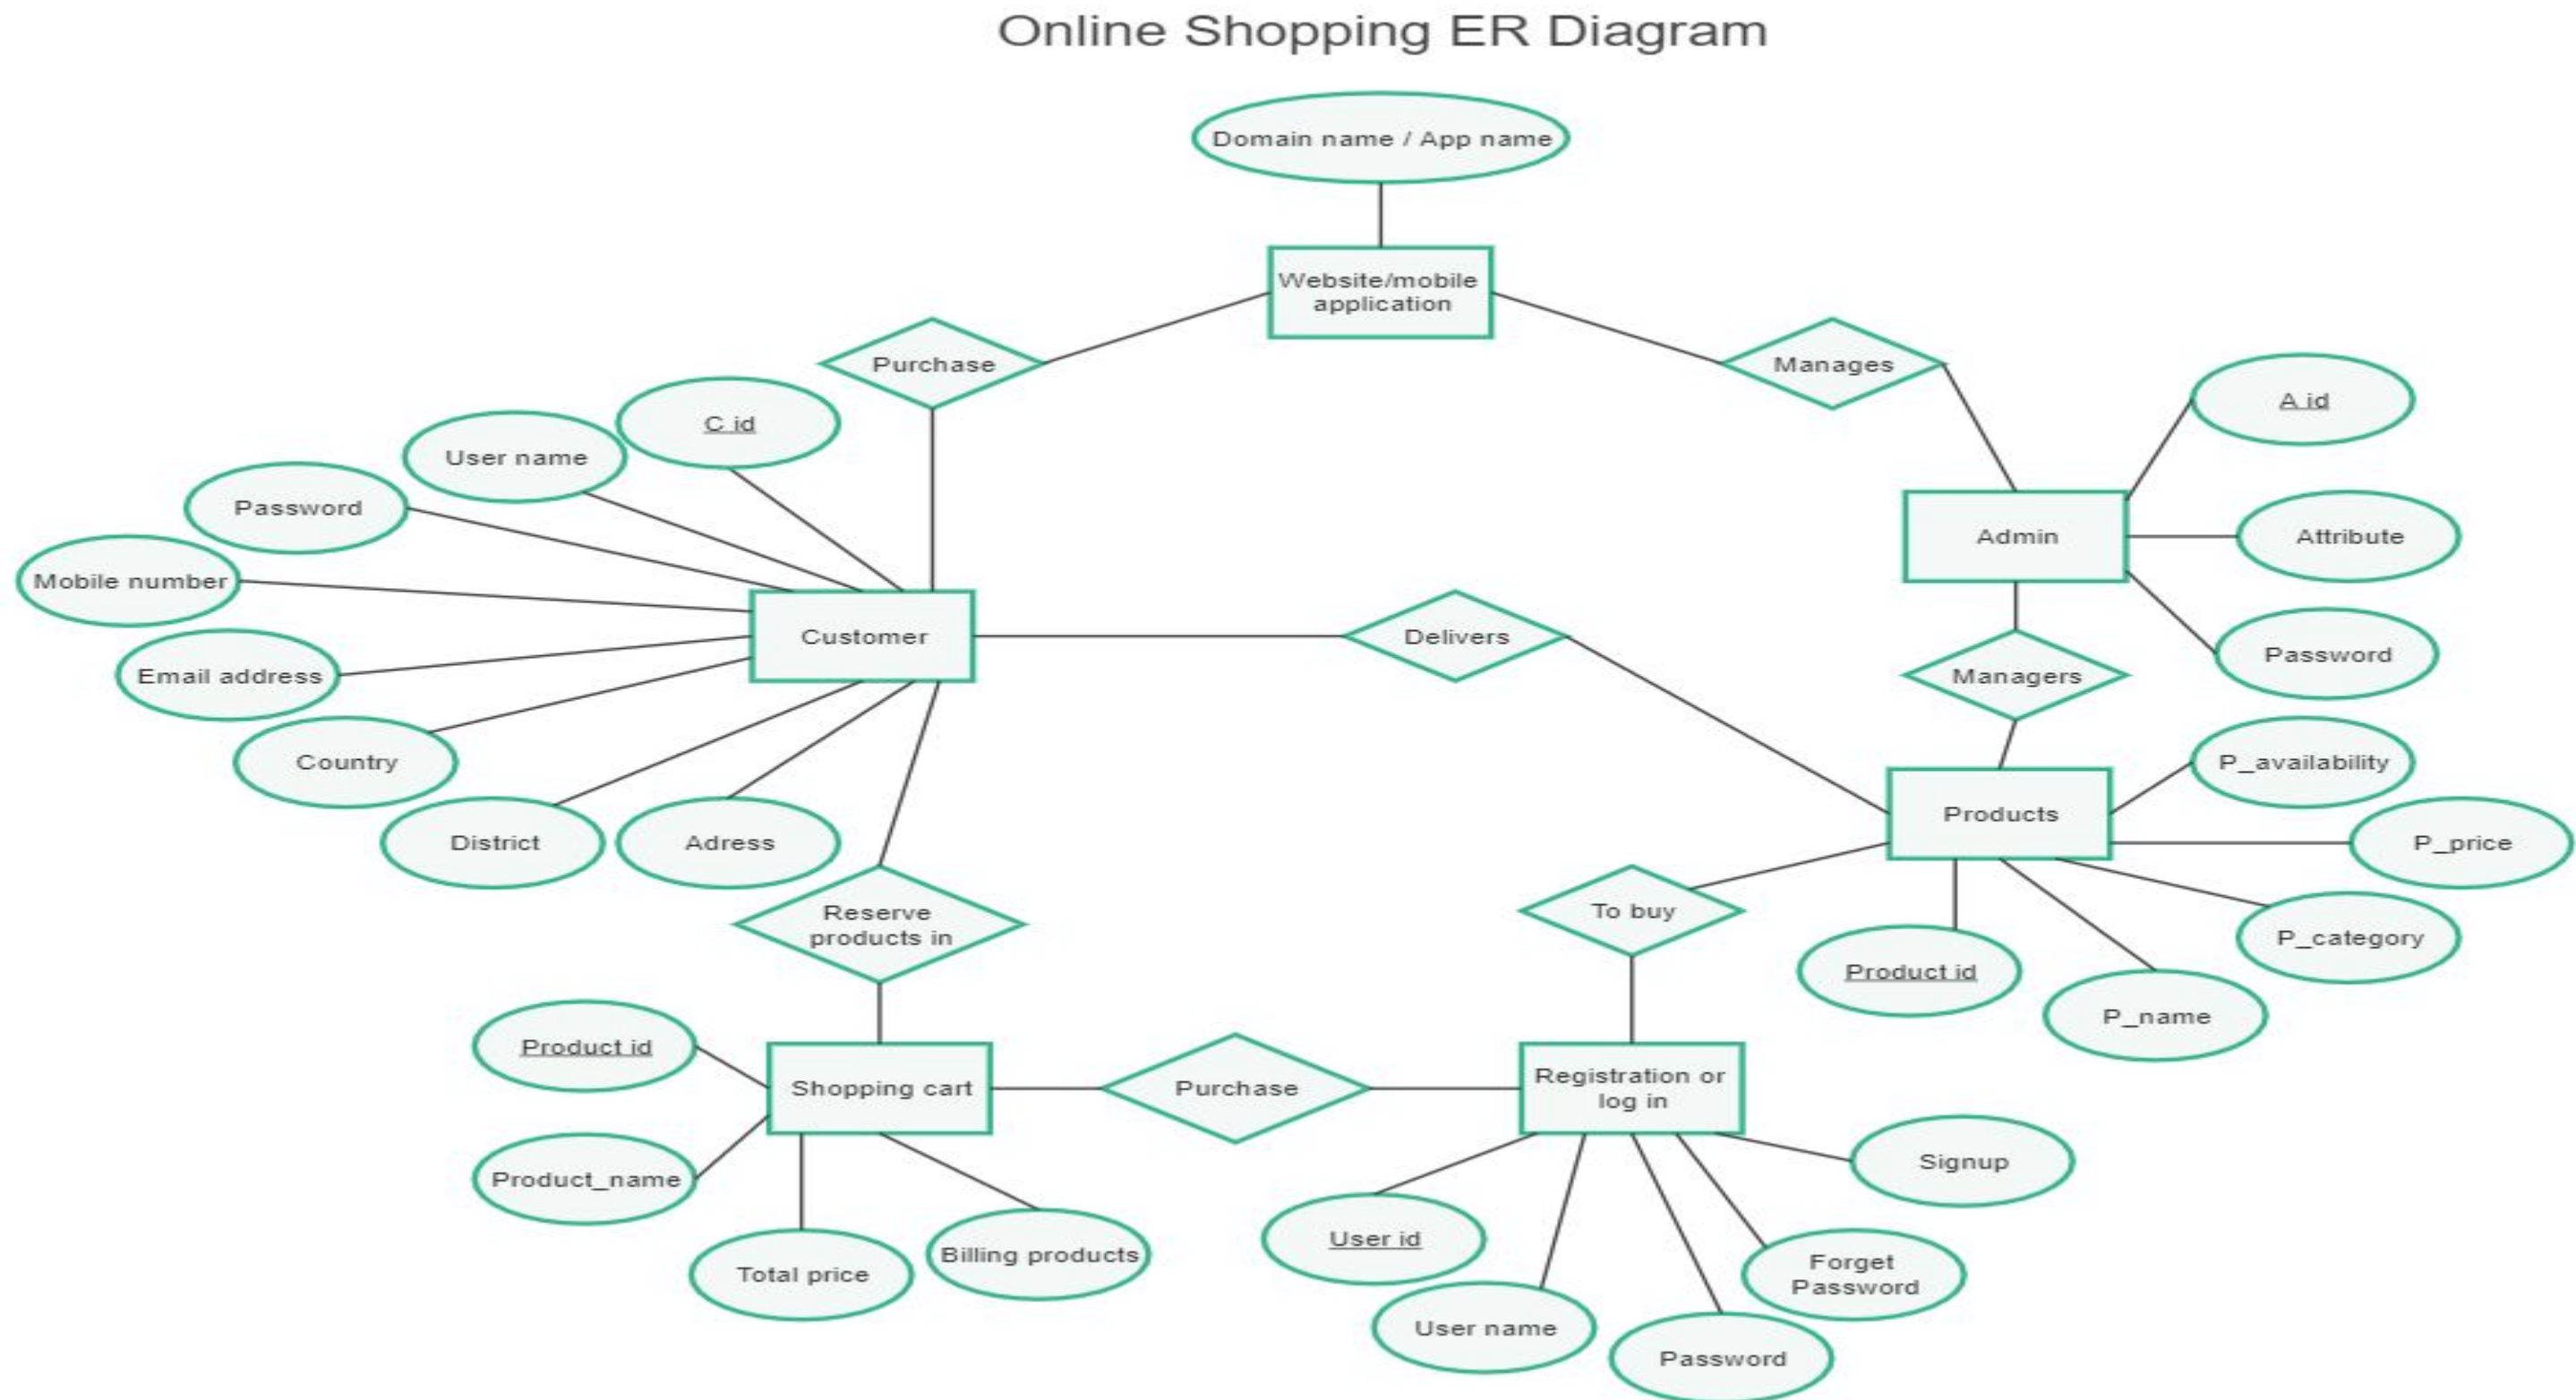 Online Shopping ER Diagram
Domain name / App name
Website/mobile
application
Purchase
Manages
A id
C id
User name
Password
Attribute
Admin
Mobile number
Customer
Delivers
Password
Email address
Managers
Country
P_availability
Products
District
Adress
P_price
Reserve
products in
To buy
P_category
Product id
P_name
Product id
Shopping cart
Purchase
Registration or
log in
Signup
Product_name
User id
Billing products
Total price
Forget
Password
User name
Password